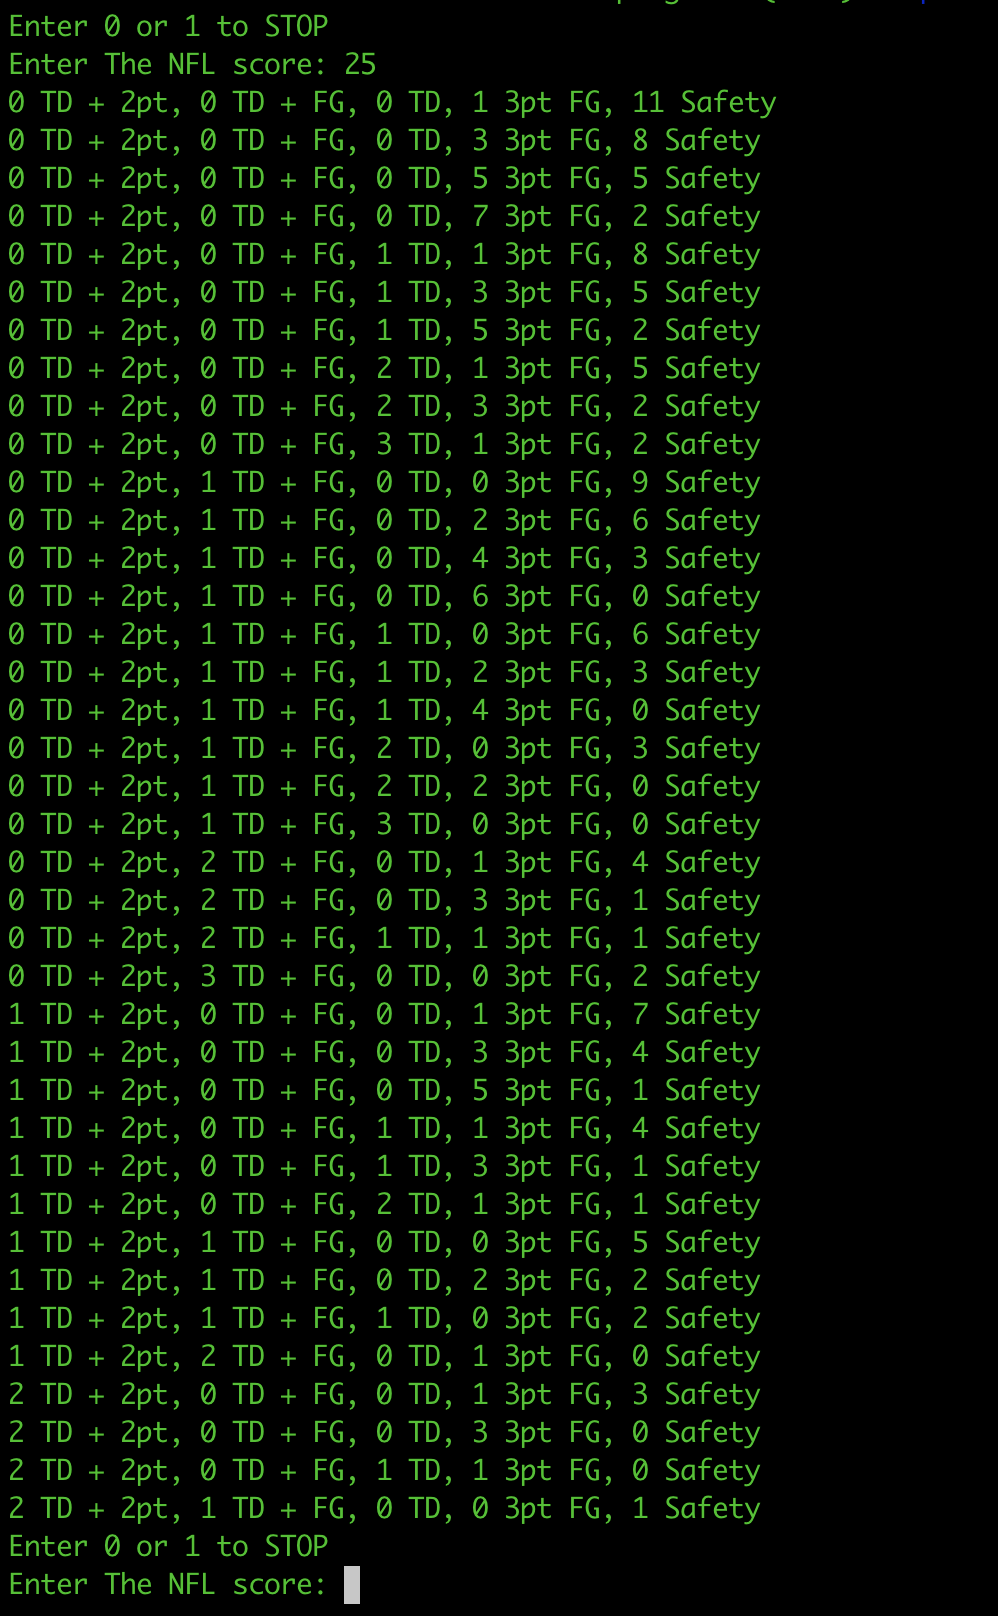 Enter 0 or 1 to STOP
Enter The NFL score: 25
0 TD + 2pt, 0 TD + FG, 0 TD, 1 3pt FG, 11 Safety
0 TD + 2pt, 0 TD + FG, 0 TD, 3 3pt FG, 8 Safety
0 TD + 2pt, 0 TD + FG, 0 TD, 5 3pt FG, 5 Safety
0 TD + 2pt, 0 TD + FG, 0 TD, 7 3pt FG, 2 Safety
0 TD + 2pt, 0 TD + FG, 1 TD, 1 3pt FG, 8 Safety
0 TD + 2pt, 0 TD + FG, 1 TD, 3 3pt FG, 5 Safety
0 TD + 2pt, 0 TD + FG, 1 TD, 5 3pt FG, 2 Safety
0 TD + 2pt, 0 TD + FG, 2 TD, 1 3pt FG, 5 Safety
0 TD + 2pt, 0 TD + FG, 2 TD, 3 3pt FG, 2 Safety
0 TD + 2pt, 0 TD + FG, 3 TD, 1 3pt FG, 2 Safety
0 TD + 2pt, 1 TD + FG, 0 TD, 0 3pt FG, 9 Safety
0 TD + 2pt, 1 TD + FG, 0 TD, 2 3pt FG, 6 Safety
0 TD + 2pt, 1 TD + FG, 0 TD, 4 3pt FG, 3 Safety
0 TD + 2pt, 1 TD + FG, 0 TD, 6 3pt FG, 0 Safety
0 TD + 2pt, 1 TD + FG, 1 TD, 0 3pt FG, 6 Safety
0 TD + 2pt, 1 TD + FG, 1 TD, 2 3pt FG, 3 Safety
0 TD + 2pt, 1 TD + FG, 1 TD, 4 3pt FG, 0 Safety
0 TD + 2pt, 1 TD + FG, 2 TD, 0 3pt FG, 3 Safety
0 TD + 2pt, 1 TD + FG, 2 TD, 2 3pt FG, 0 Safety
0 TD + 2pt, 1 TD + FG, 3 TD, 0 3pt FG, 0 Safety
0 TD + 2pt, 2 TD + FG, 0 TD, 1 3pt FG, 4 Safety
0 TD + 2pt, 2 TD + FG, 0 TD, 3 3pt FG, 1 Safety
0 TD + 2pt, 2 TD + FG, 1 TD, 1 3pt FG, 1 Safety
0 TD + 2pt, 3 TD + FG, 0 TD, 0 3pt FG, 2 Safety
1 TD + 2pt, 0 TD + FG, 0 TD, 1 3pt FG, 7 Safety
1 TD + 2pt, 0 TD + FG, 0 TD, 3 3pt FG, 4 Safety
1 TD + 2pt, 0 TD + FG, 0 TD, 5 3pt FG, 1 Safety
1 TD + 2pt, 0 TD + FG, 1 TD, 1 3pt FG, 4 Safety
1 TD + 2pt, 0 TD + FG, 1 TD, 3 3pt FG, 1 Safety
1 TD + 2pt, 0 TD + FG, 2 TD, 1 3pt FG, 1 Safety
1 TD + 2pt, 1 TD + FG, 0 TD, 0 3pt FG, 5 Safety
1 TD + 2pt, 1 TD + FG, 0 TD, 2 3pt FG, 2 Safety
1 TD + 2pt, 1 TD + FG, 1 TD, 0 3pt FG, 2 Safety
1 TD + 2pt, 2 TD + FG, 0 TD, 1 3pt FG, 0 Safety
2 TD + 2pt, 0 TD + FG, 0 TD, 1 3pt FG, 3 Safety
2 TD + 2pt, 0 TD + FG, 0 TD, 3 3pt FG, 0 Safety
2 TD + 2pt, 0 TD + FG, 1 TD, 1 3pt FG, 0 Safety
2 TD + 2pt, 1 TD + FG, 0 TD, 0 3pt FG, 1 Safety
Enter 0 or 1 to STOP
Enter The NFL score: